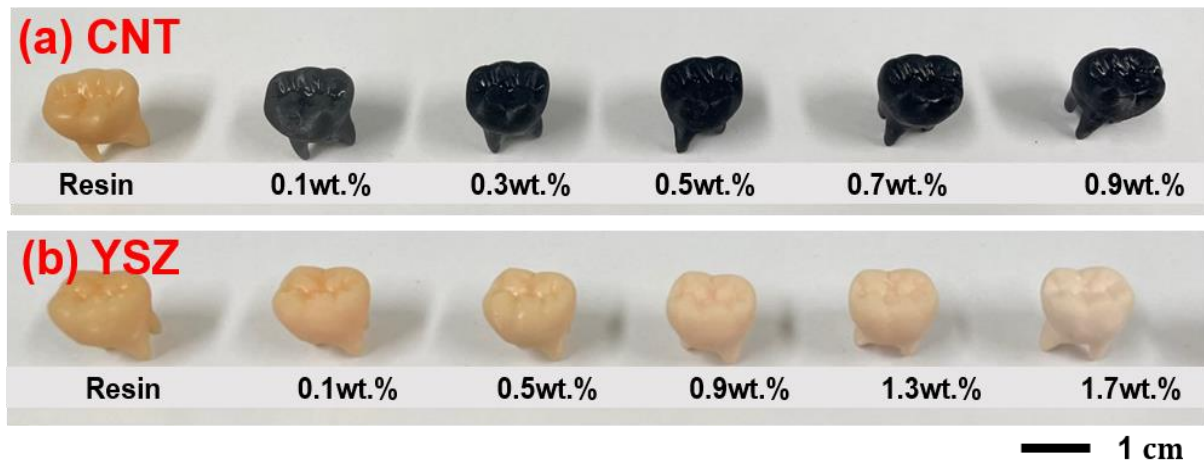 (a) CNT
Resin 0.1wt.% 0.3wt.% 0.5wt.% 0.7wt.% 0.9wt.%
(b) YSZ
Resin 0.1wt.% 0.5wt.% 0.9wt.% 1.3wt.% 1.7wt.%
1 cm